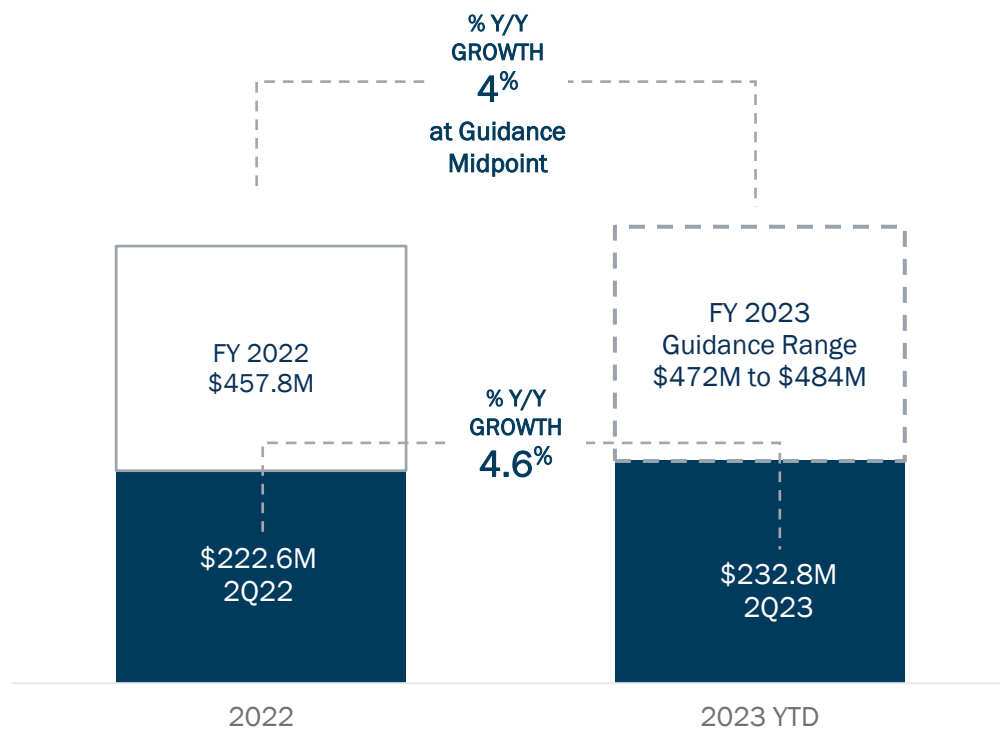 % Y/Y
GROWTH
4%
at Guidance
Midpoint
FY 2022
$457.8M
FY 2023
Guidance Range
$472M to $484M
% Y/Y
GROWTH
4.6%
$222.6M
2Q22
$232.8M
2Q23
2022
2023 YTD